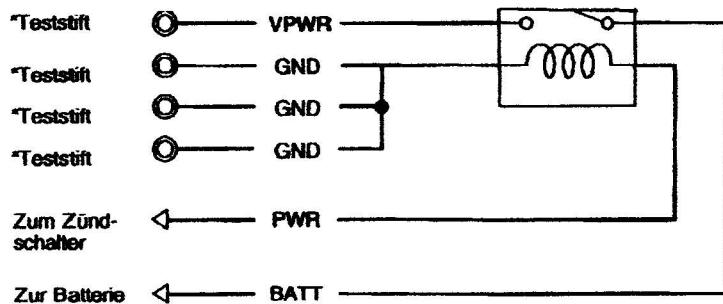 "Teststift VPWR
"Teststift GND
"Teststift GND
"Teststift GND
Zum Zünd-
schalter PWR
Zur Batterie BATT